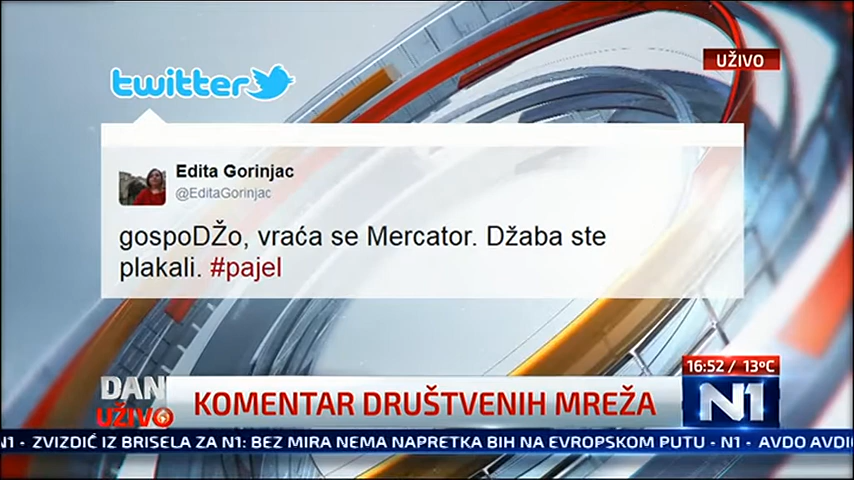 UŽIVO
twitter
Edita Gorinjac
@EditaGorinjac
gospoDŽo, vraća se Mercator. Džaba ste
plakali. #pajel
16:52 / 13ºC
DAN
UŽIVO
KOMENTAR DRUŠTVENIH MREŽA
N1
N1 - ZVIZDIĆ IZ BRISELA ZA N1: BEZ MIRA NEMA NAPRETKA BIH NA EVROPSKOM PUTU - N1 - AVDO AVDI